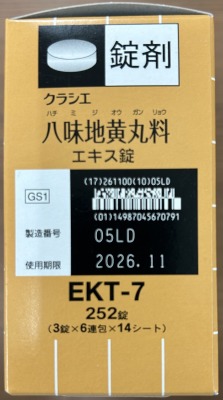 錠剤
クラシエ
ハチ ミ ジ オウ ガン リョウ
八味地黄丸料
エキス錠
(17)261100(10)05LD
GS1
(01)14987045670791
製造番号 05LD
使用期限 2026.11
EKT-7
252錠
(3錠×6連包×14シート)